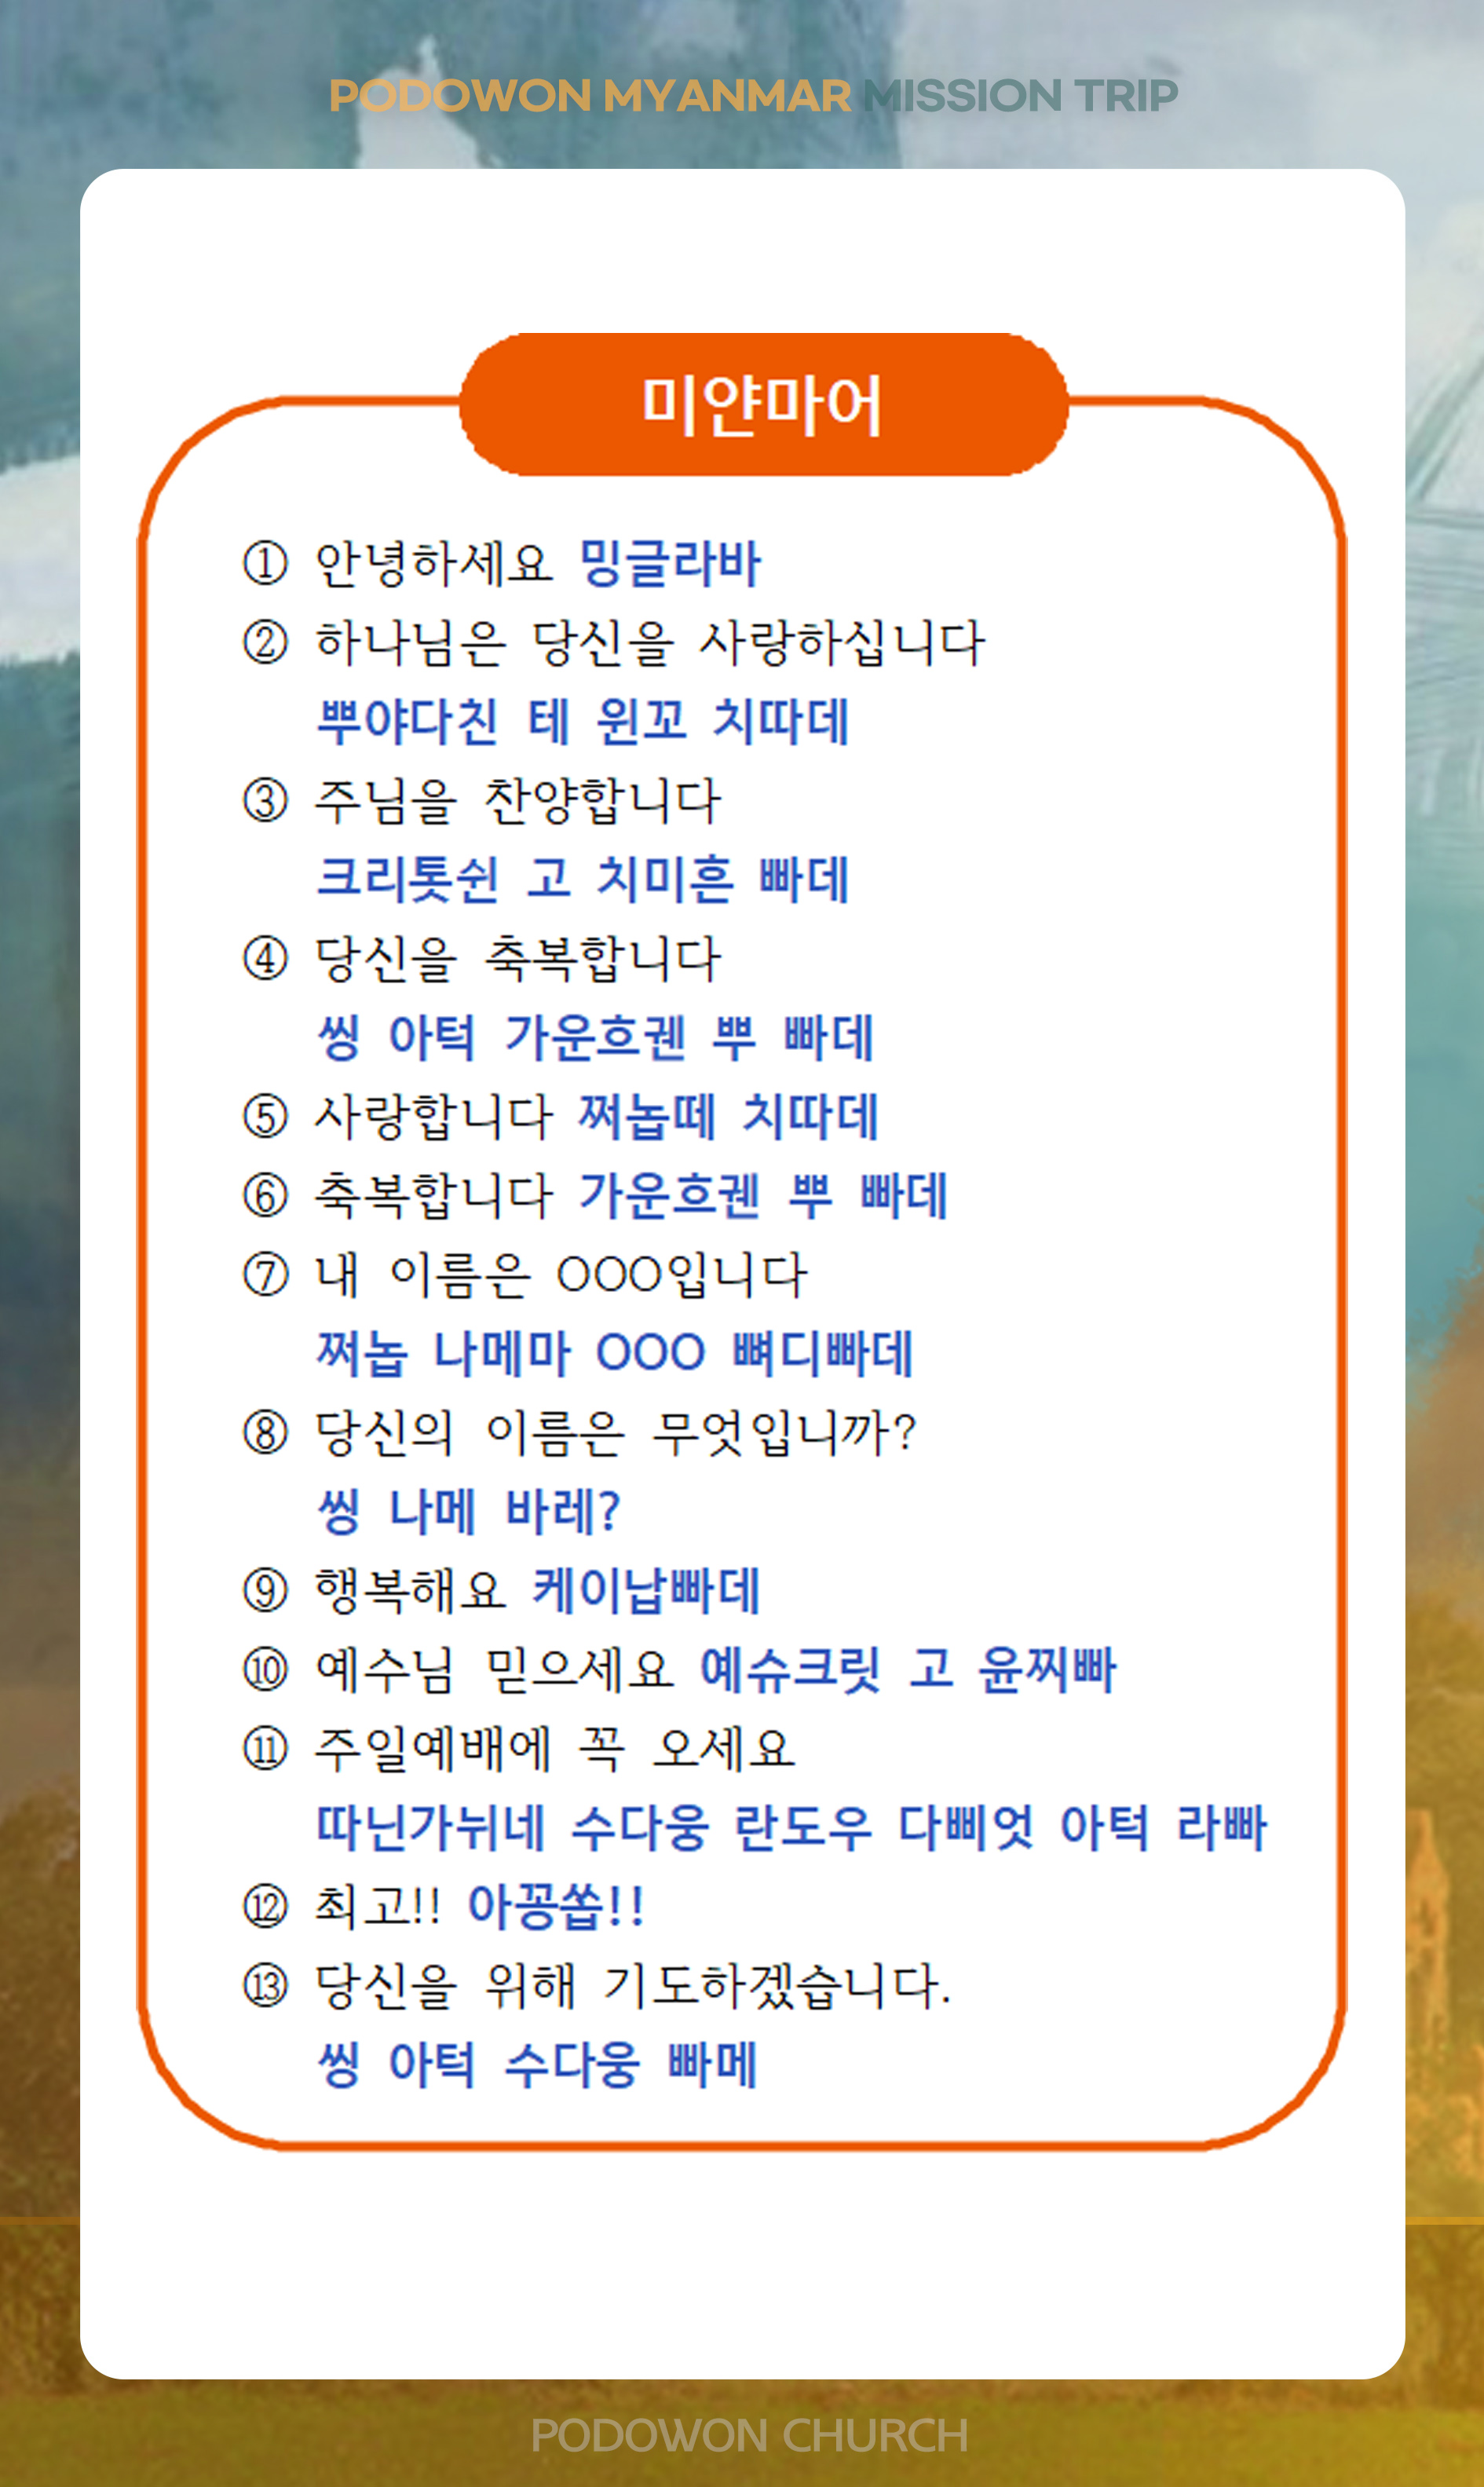 PODOWON MYANMAR MISSION TRIP
미얀마어
① 안녕하세요 밍글라바
② 하나님은 당신을 사랑하십니다
뿌야다친 테 윈꼬 치따데
③ 주님을 찬양합니다
크리톳쉰 고 치미흔 빠데
④ 당신을 축복합니다
씽 아턱 가운흐궨 뿌 빠데
⑤ 사랑합니다 쩌놉떼 치따데
⑥ 축복합니다 가운흐궨 뿌 빠데
⑦ 내 이름은 OOO입니다
쩌놉 나메마 OOO 뼈디빠데
⑧ 당신의 이름은 무엇입니까?
씽 나메 바레?
⑨ 행복해요 케이납빠데
⑩ 예수님 믿으세요 예슈크릿 고 윤찌빠
⑪ 주일예배에 꼭 오세요
따닌가뉘네 수다웅 란도우 다삐엇 아턱 라빠
⑫ 최고!! 아꽁쏩!!
⑬ 당신을 위해 기도하겠습니다.
씽 아턱 수다웅 빠메
PODOWON CHURCH